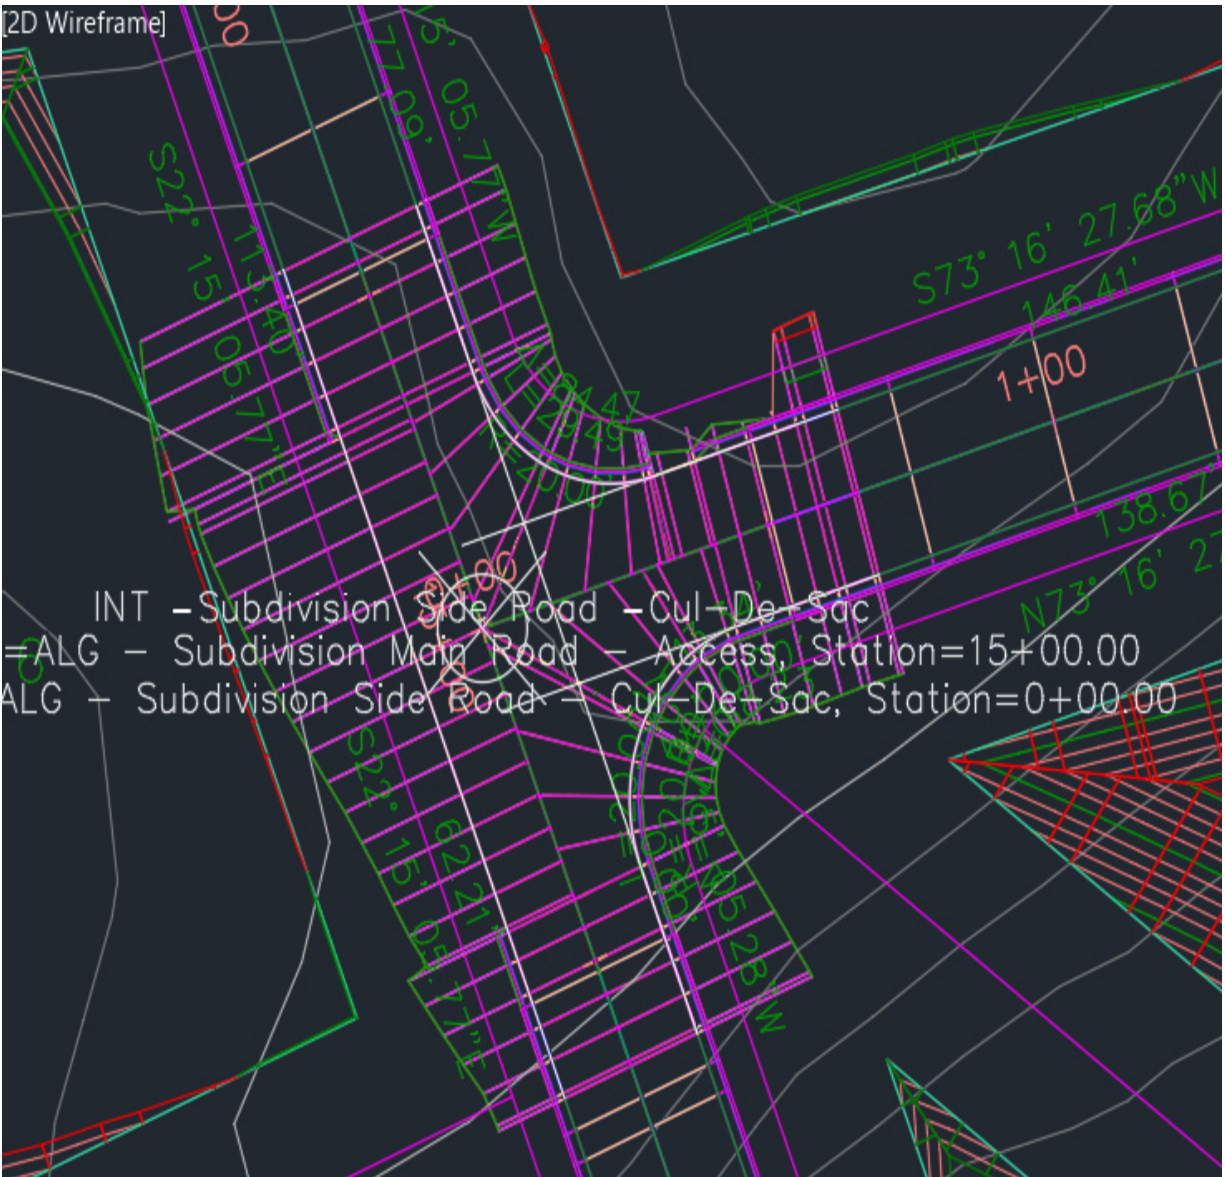 [2D Wireframe]
00
15'
05.77"W
77.09'
S22° 15
05.77"E
113.40'
S73° 16' 27.68"W
146.41'
1+00
138.67
N73° 16' 27
INT -Subdivision Side Road -Cul-De-Sac
=ALG - Subdivision Main Road - Access, Station=15+00.00
ALG - Subdivision Side Road - Cul-De-Sac, Station=0+00.00
S22° 15'
05.77"E
62.21'
05.28"W